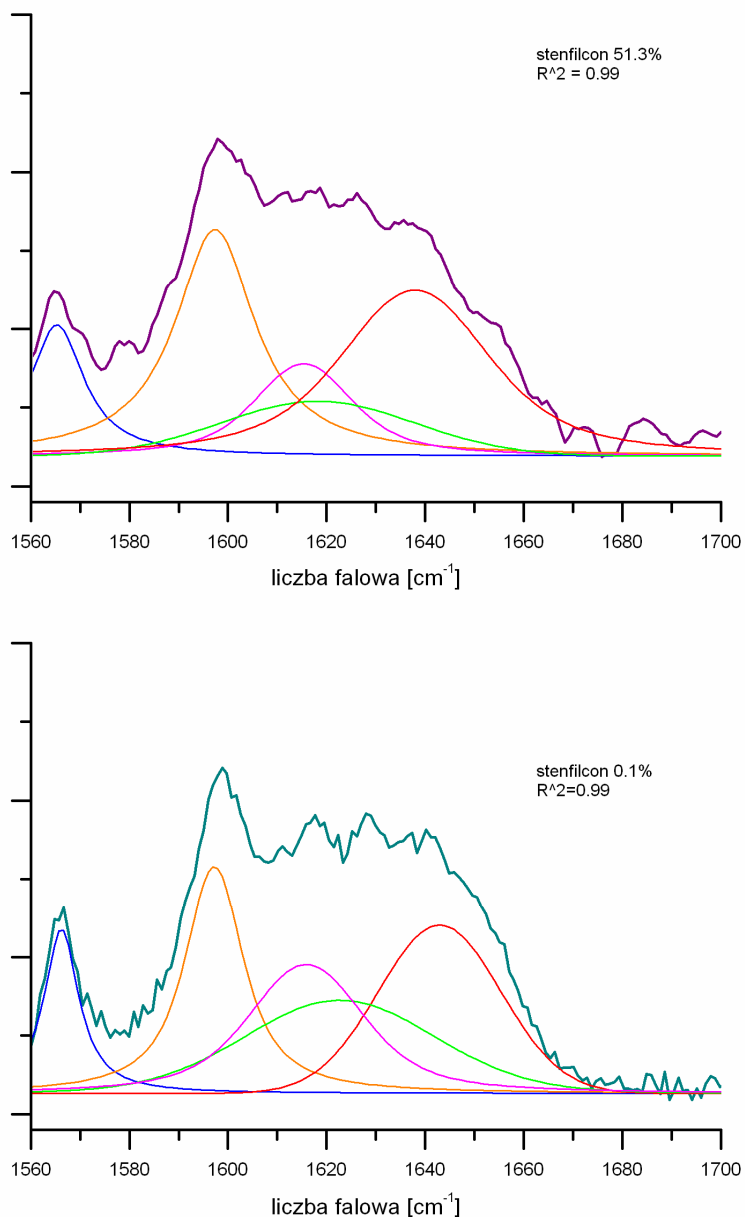 stenfilcon 51.3%
R^2 = 0.99
1560 1580 1600 1620 1640 1660 1680 1700
liczba falowa [cm⁻¹]
stenfilcon 0.1%
R^2=0.99
1560 1580 1600 1620 1640 1660 1680 1700
liczba falowa [cm⁻¹]